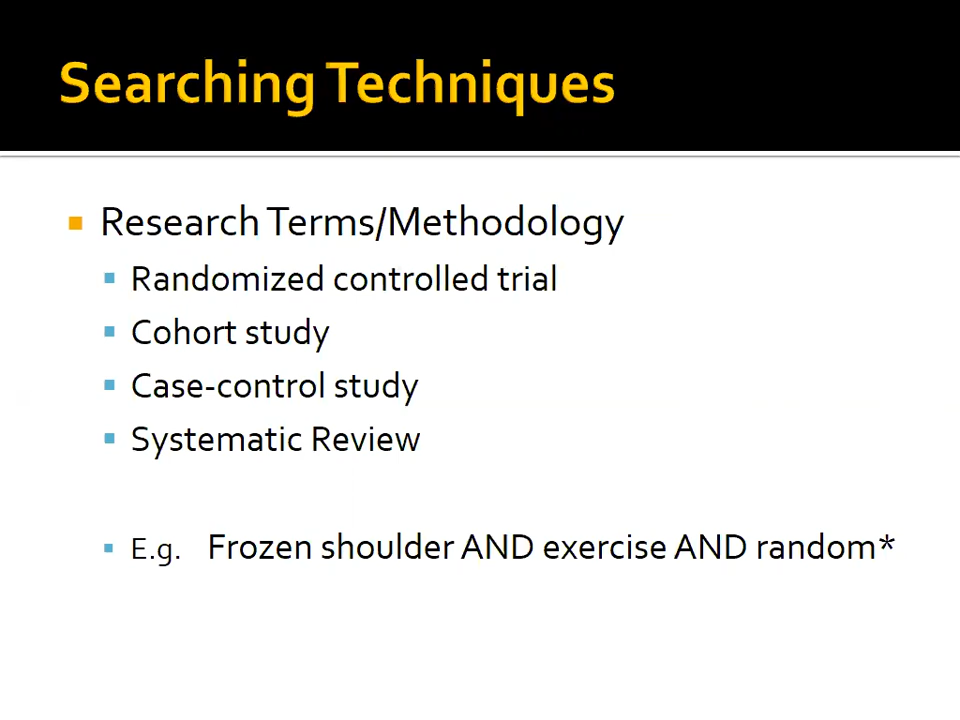 Searching Techniques
Research Terms/Methodology
Randomized controlled trial
Cohort study
Case-control study
Systematic Review
E.g. Frozen shoulder AND exercise AND random*